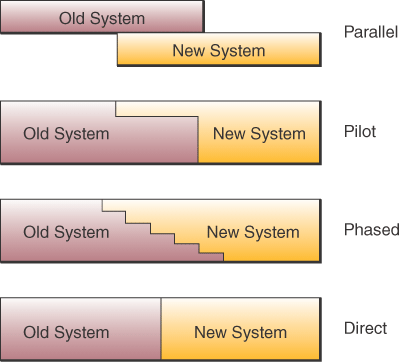 Old System
Parallel
New System
Old System New System Pilot
Old System New System Phased
Old System New System Direct